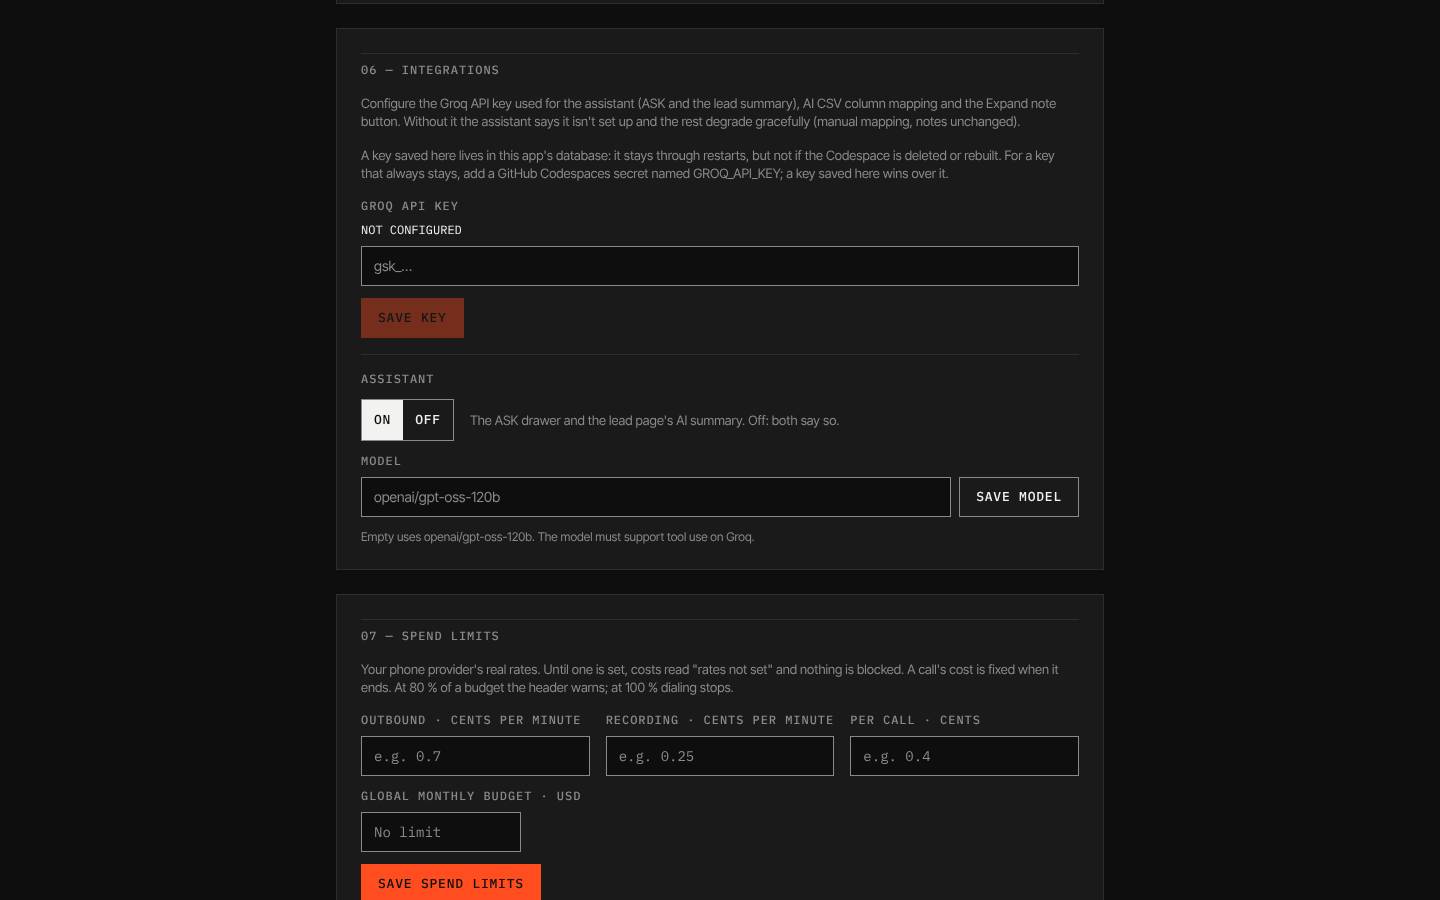 06 — INTEGRATIONS
Configure the Groq API key used for the assistant (ASK and the lead summary), AI CSV column mapping and the Expand note
button. Without it the assistant says it isn't set up and the rest degrade gracefully (manual mapping, notes unchanged).
A key saved here lives in this app's database: it stays through restarts, but not if the Codespace is deleted or rebuilt. For a key
that always stays, add a GitHub Codespaces secret named GROQ_API_KEY; a key saved here wins over it.
GROQ API KEY
NOT CONFIGURED
gsk_...
SAVE KEY
ASSISTANT
ON OFF The ASK drawer and the lead page's AI summary. Off: both say so.
MODEL
openai/gpt-oss-120b SAVE MODEL
Empty uses openai/gpt-oss-120b. The model must support tool use on Groq.
07 — SPEND LIMITS
Your phone provider's real rates. Until one is set, costs read "rates not set" and nothing is blocked. A call's cost is fixed when it
ends. At 80 % of a budget the header warns; at 100 % dialing stops.
OUTBOUND · CENTS PER MINUTE RECORDING · CENTS PER MINUTE PER CALL · CENTS
e.g. 0.7 e.g. 0.25 e.g. 0.4
GLOBAL MONTHLY BUDGET · USD
No limit
SAVE SPEND LIMITS